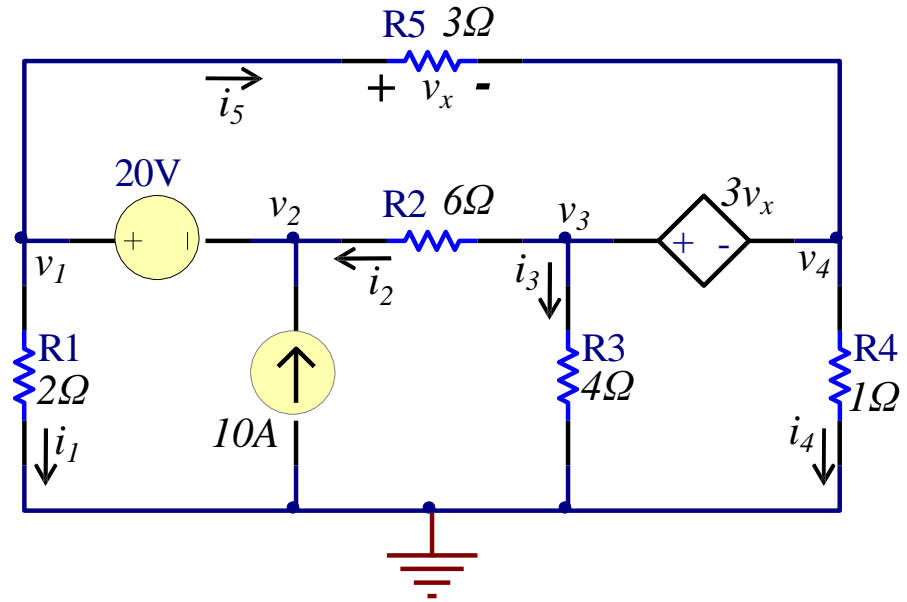 R5 3Ω
+ vₓ -
i₅
20V
+ -
v₂
R2 6Ω
v₃
3vₓ
+ -
v₁
i₂
i₃
v₄
R1
2Ω
R3
4Ω
R4
1Ω
10A
i₁
i₄